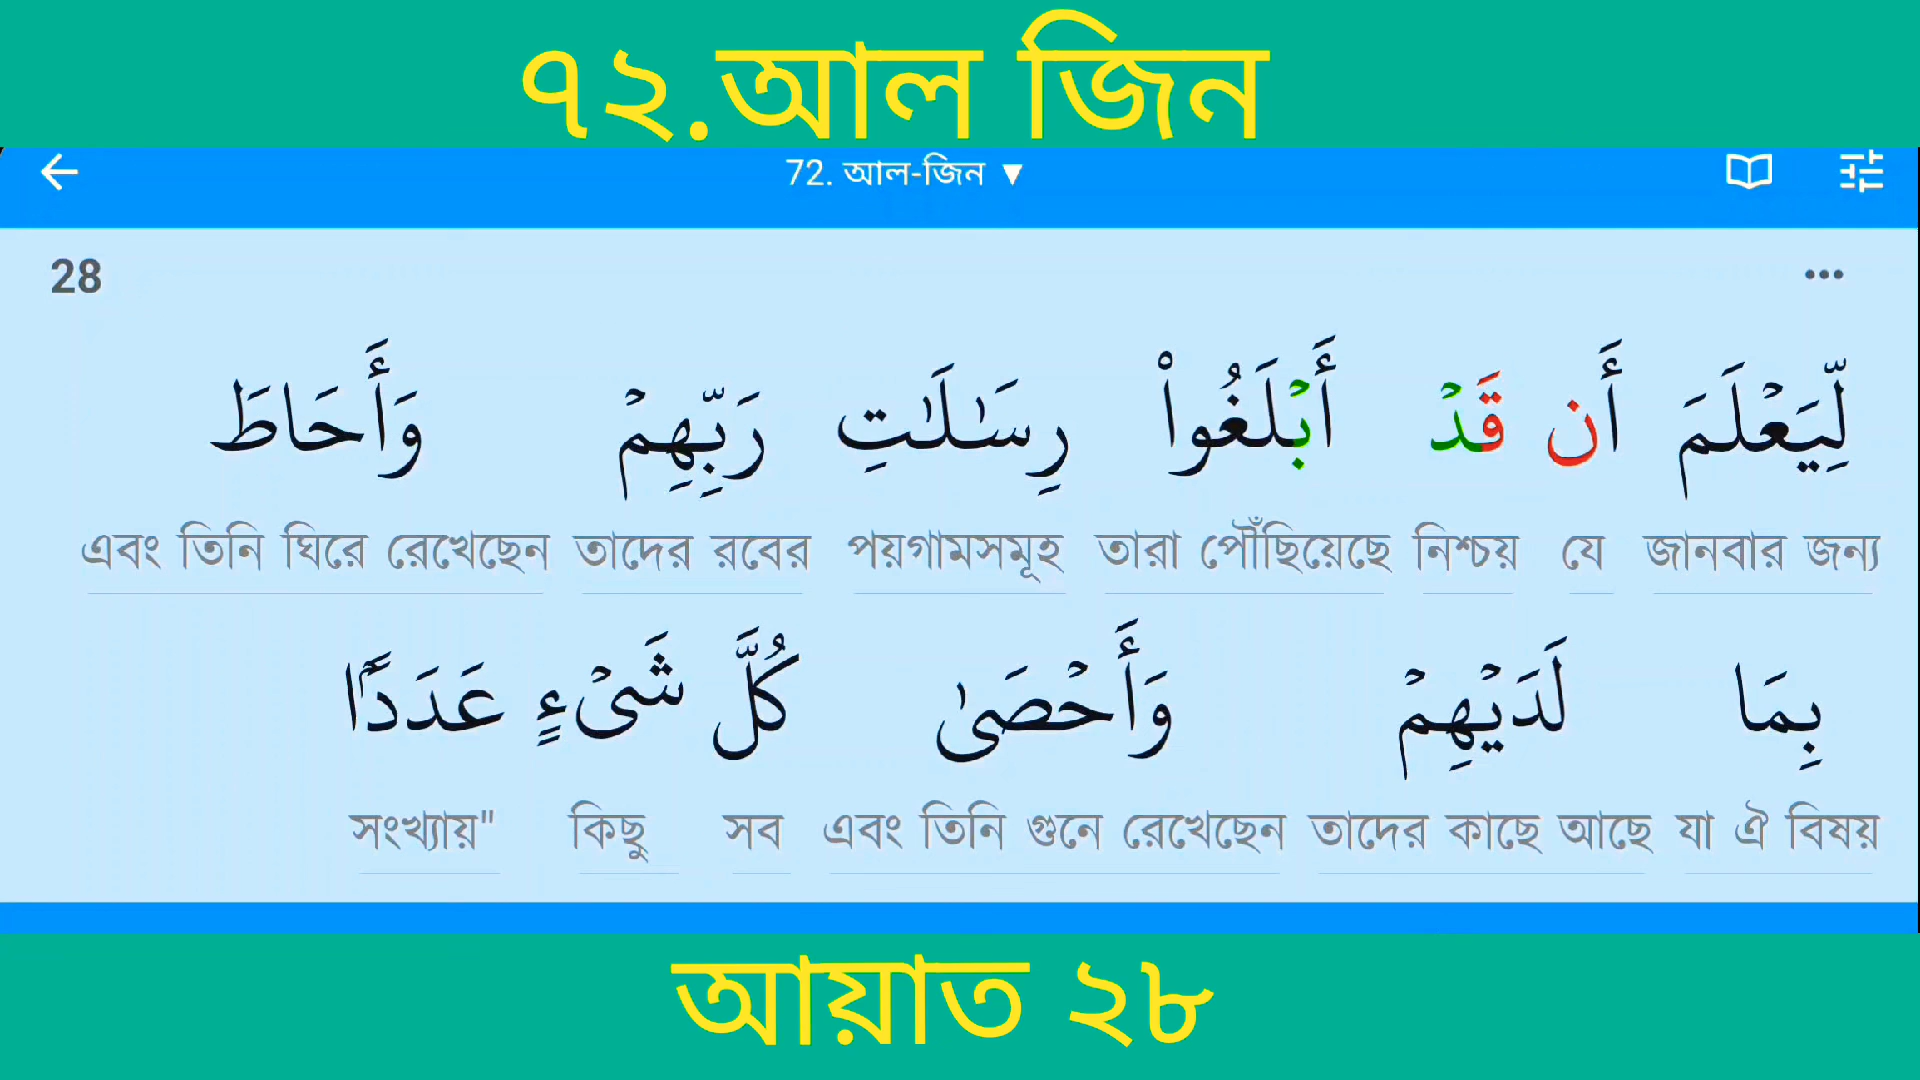 ৭২.আল জিন
72. আল-জিন ▼
28
لِّيَعْلَمَ أَن قَدْ أَبْلَغُوا۟ رِسَـٰلَـٰتِ رَبِّهِمْ وَأَحَاطَ
এবং তিনি ঘিরে রেখেছেন তাদের রবের পয়গামসমূহ তারা পৌঁছিয়েছে নিশ্চয় যে জানবার জন্য
بِمَا لَدَيْهِمْ وَأَحْصَىٰ كُلَّ شَىْءٍ عَدَدًۢا
সংখ্যায়" কিছু সব এবং তিনি গুনে রেখেছেন তাদের কাছে আছে যা ঐ বিষয়
আয়াত ২৮